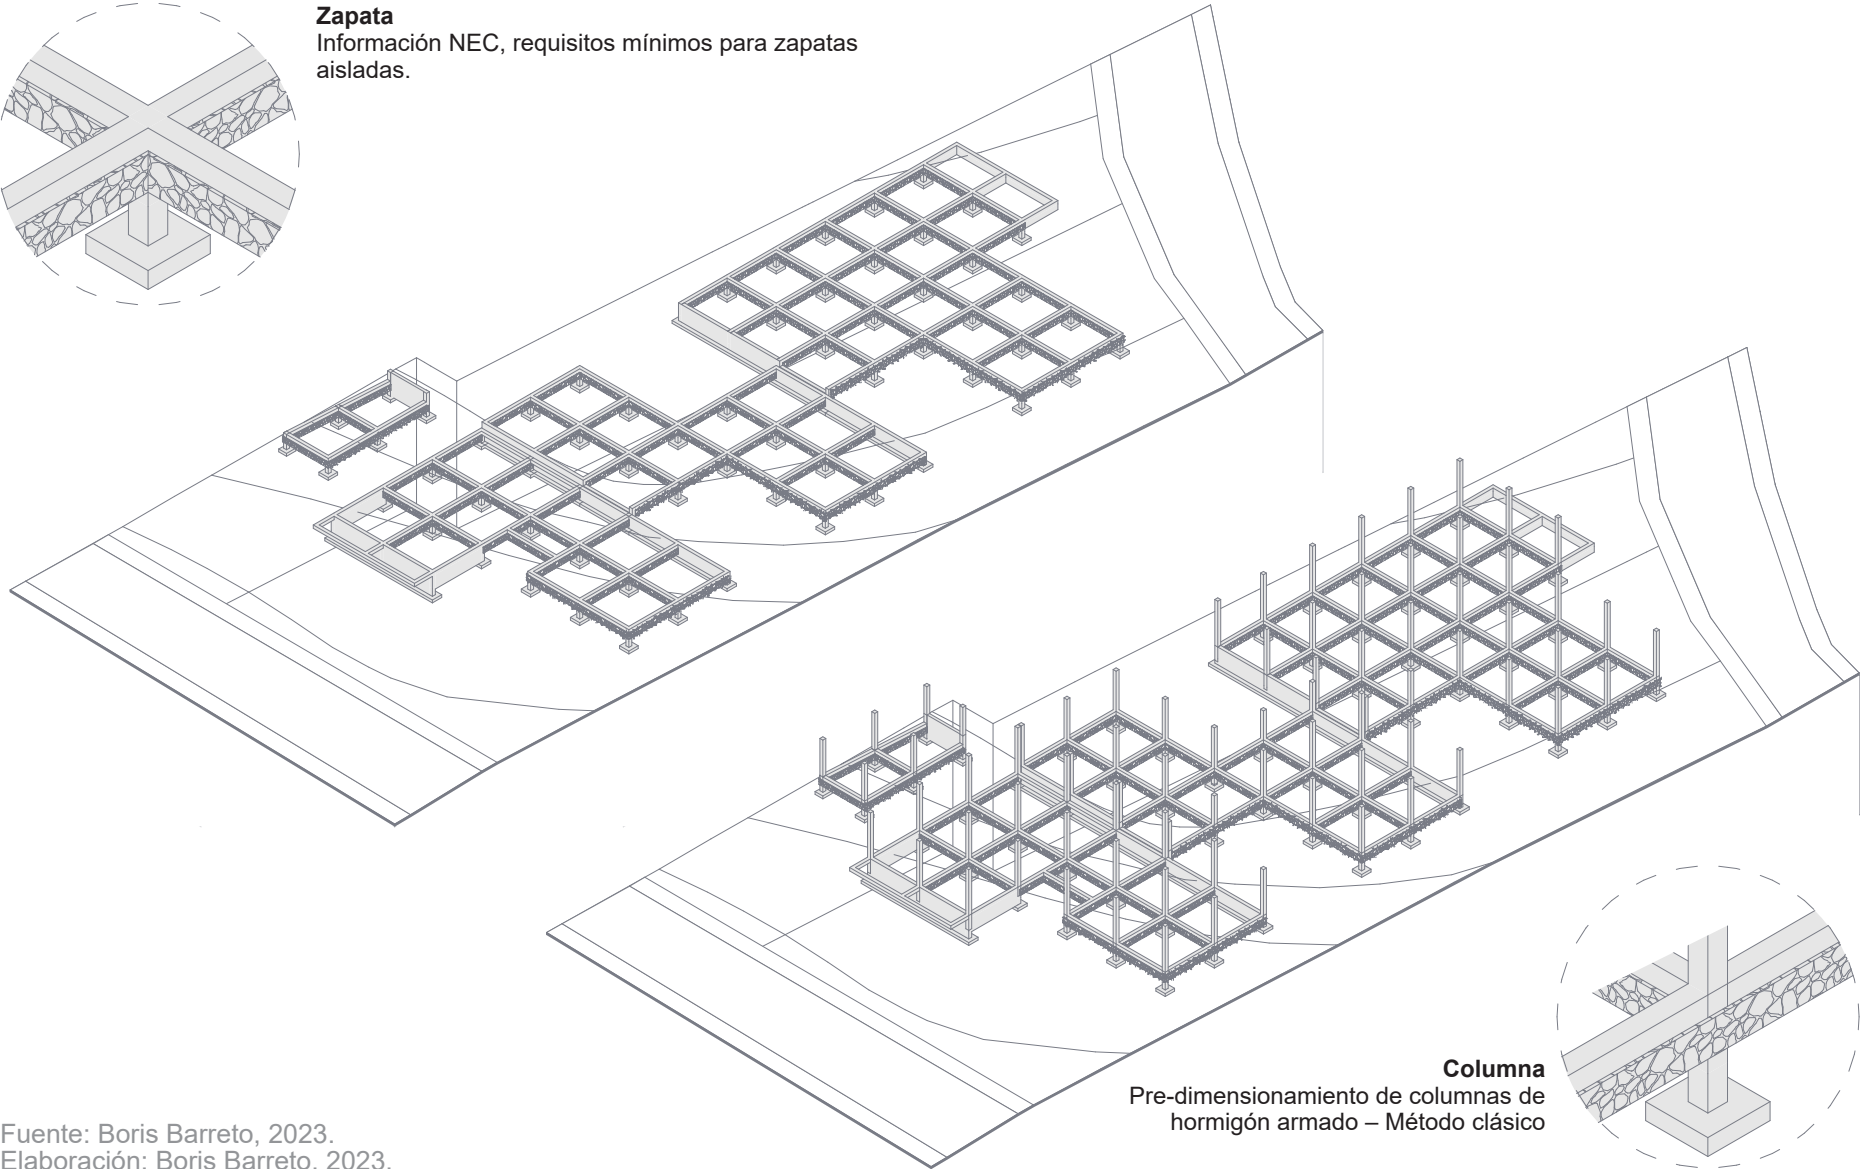 Zapata
Información NEC, requisitos mínimos para zapatas
aisladas.
Columna
Pre-dimensionamiento de columnas de
hormigón armado – Método clásico
Fuente: Boris Barreto, 2023.
Elaboración: Boris Barreto, 2023.